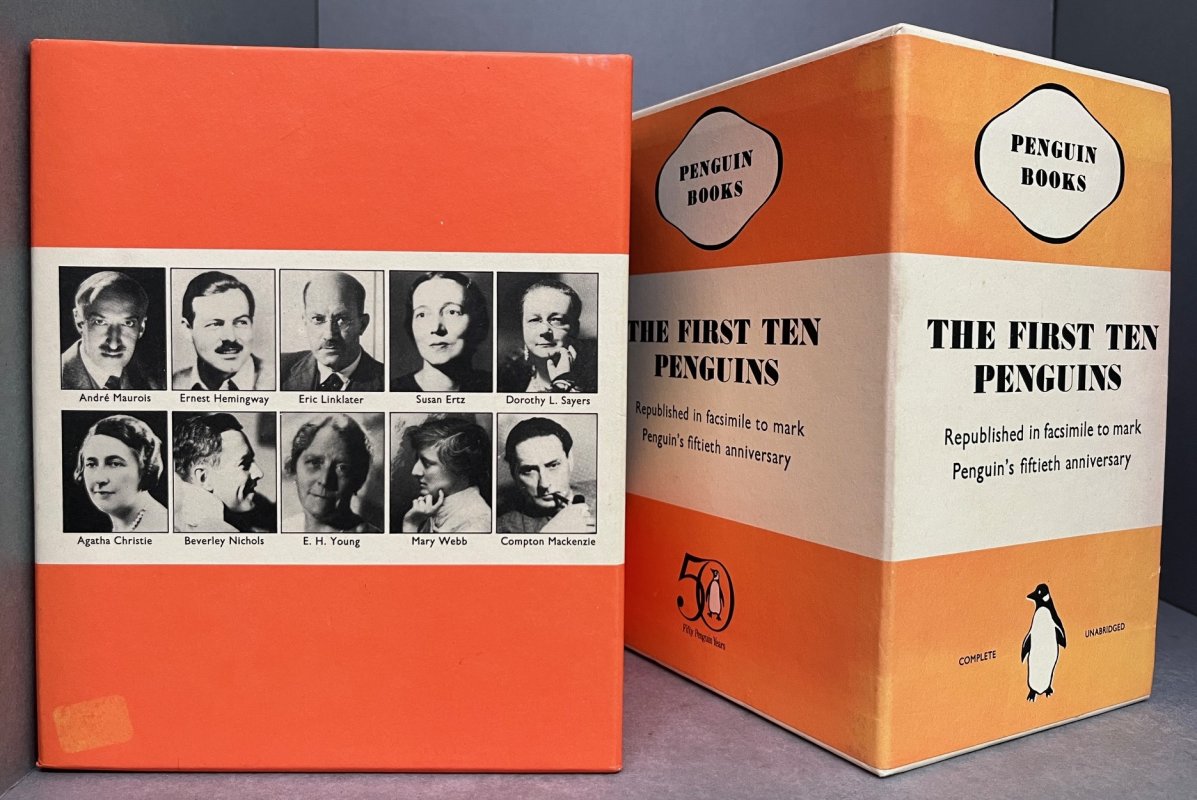 André Maurois
Ernest Hemingway
Eric Linklater
Susan Ertz
Dorothy L. Sayers
Agatha Christie
Beverley Nichols
E. H. Young
Mary Webb
Compton Mackenzie
PENGUIN
BOOKS
THE FIRST TEN
PENGUINS
Republished in facsimile to mark
Penguin's fiftieth anniversary
50
Fifty Penguin Years
PENGUIN
BOOKS
THE FIRST TEN
PENGUINS
Republished in facsimile to mark
Penguin's fiftieth anniversary
COMPLETE
UNABRIDGED